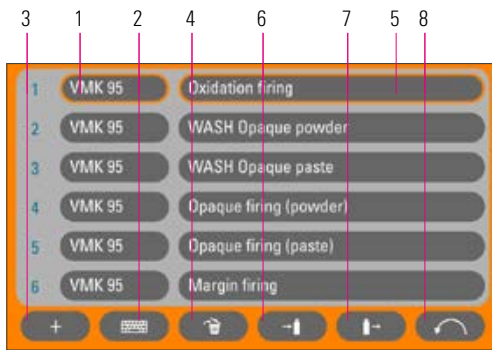 3 1 2 4 6 7 5 8
1 VMK 95 Oxidation firing
2 VMK 95 WASH Opaque powder
3 VMK 95 WASH Opaque paste
4 VMK 95 Opaque firing (powder)
5 VMK 95 Opaque firing (paste)
6 VMK 95 Margin firing
+